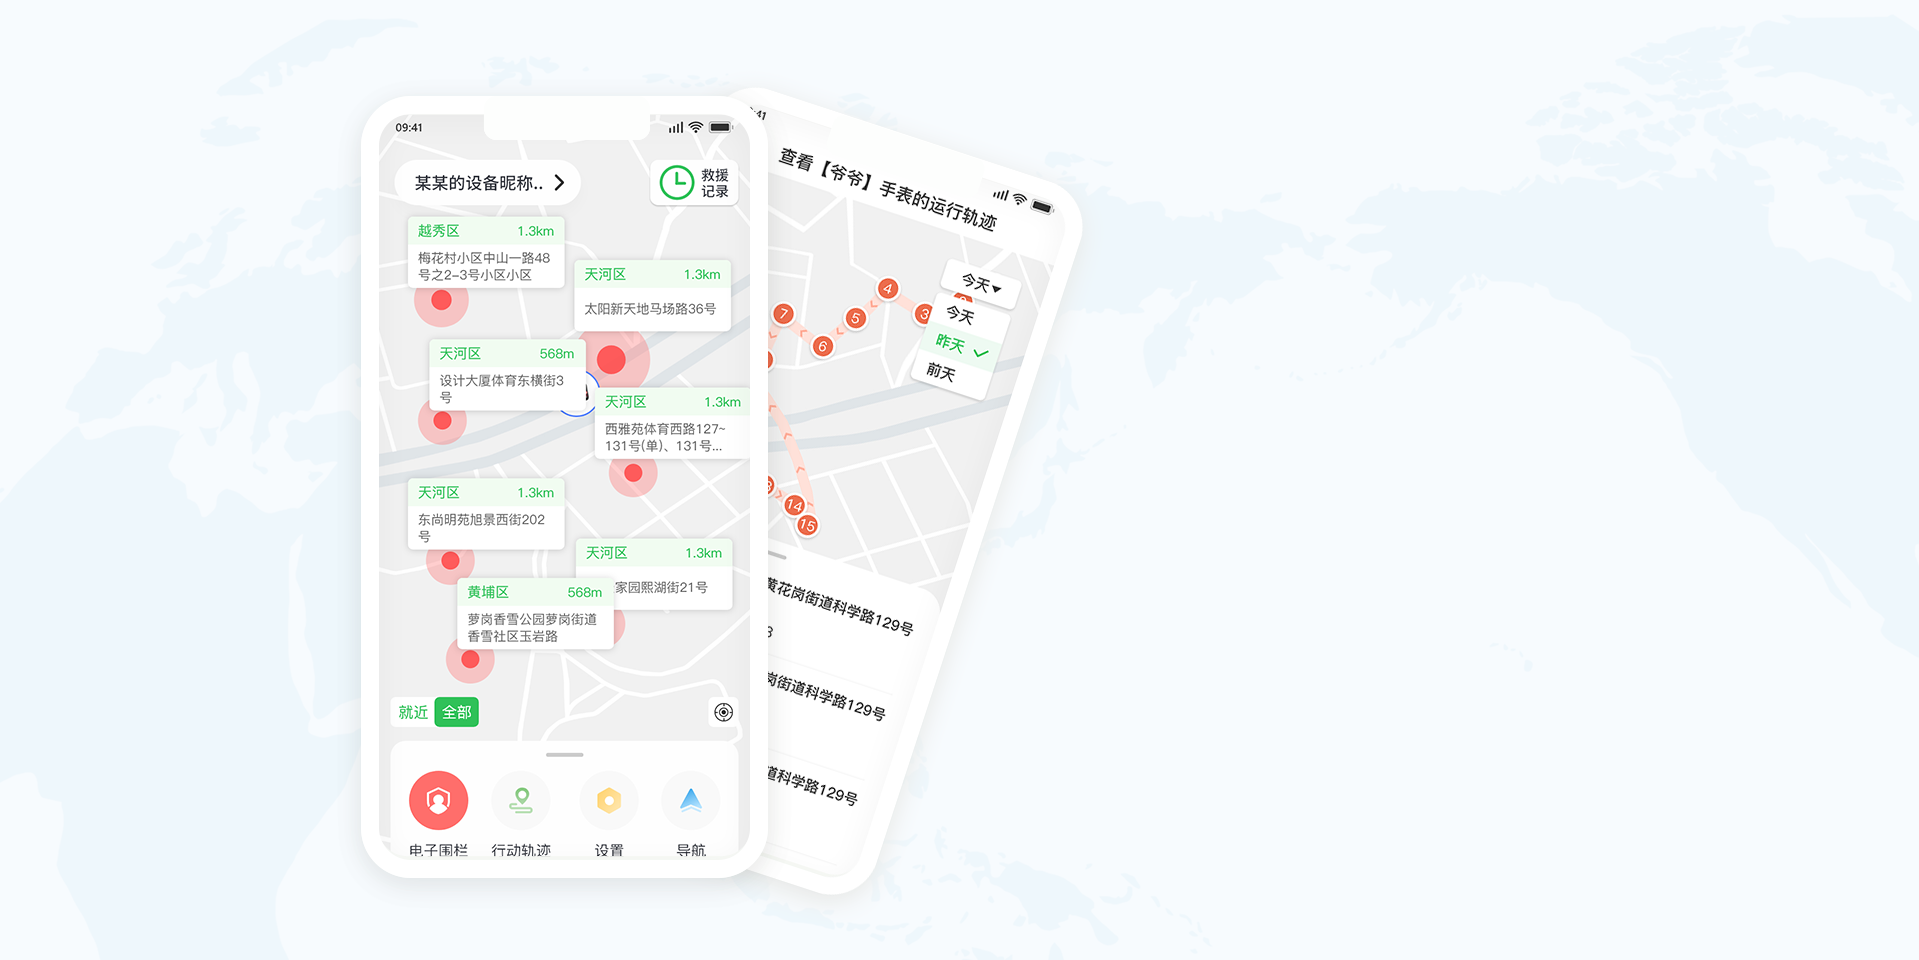 09:41
某某的设备昵称..
救援
记录
越秀区 1.3km
梅花村小区中山一路48
号之2-3号小区小区
天河区 1.3km
太阳新天地马场路36号
天河区 568m
设计大厦体育东横街3
号
天河区 1.3km
西雅苑体育西路127~
131号(单)、131号...
天河区 1.3km
东尚明苑旭景西街202
号
天河区 1.3km
家园熙湖街21号
黄埔区 568m
萝岗香雪公园萝岗街道
香雪社区玉岩路
就近 全部
电子围栏 行动轨迹 设置 导航
:41
查看【爷爷】手表的运行轨迹
今天
今天
昨天
前天
7
6
5
4
3
14
15
黄花岗街道科学路129号
岗街道科学路129号
道科学路129号